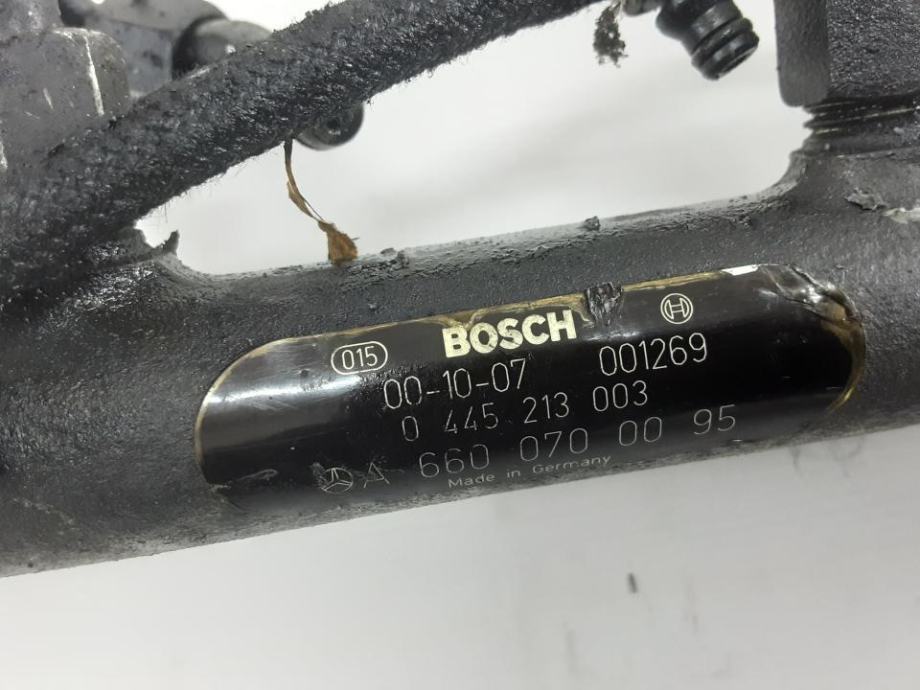 015 BOSCH
00-10-07 001269
0 445 213 003
A 660 070 00 95
Made in Germany